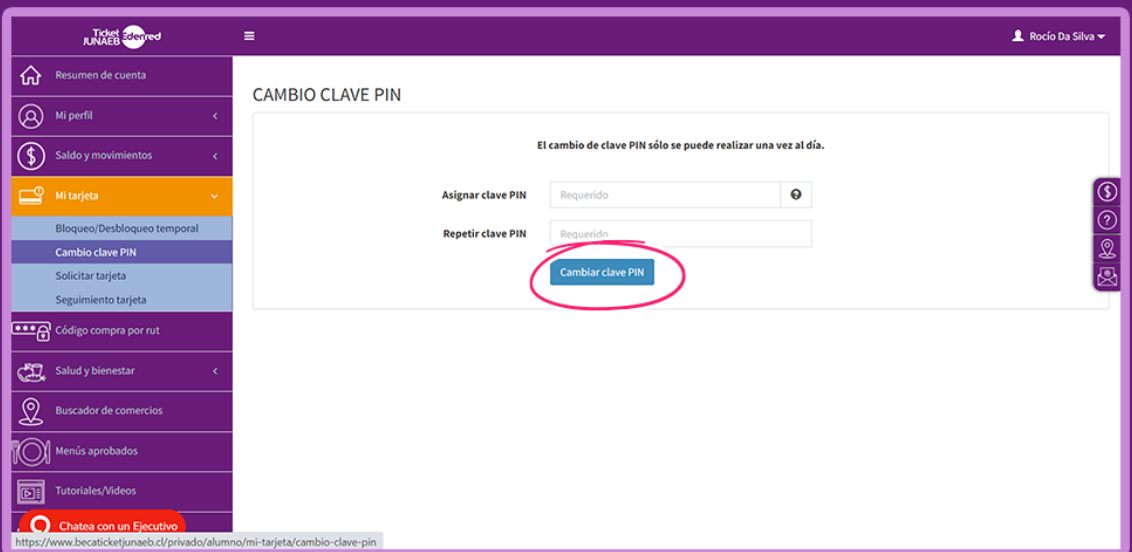 Ticket
JUNAEB Edenred
Rocío Da Silva
Resumen de cuenta
Mi perfil
Saldo y movimientos
Mi tarjeta
Bloqueo/Desbloqueo temporal
Cambio clave PIN
Solicitar tarjeta
Seguimiento tarjeta
Código compra por rut
Salud y bienestar
Buscador de comercios
Menús aprobados
Tutoriales/Videos
Chatea con un Ejecutivo
https://www.becaticketjunaeb.cl/privado/alumno/mi-tarjeta/cambio-clave-pin
CAMBIO CLAVE PIN
El cambio de clave PIN sólo se puede realizar una vez al día.
Asignar clave PIN Requerido
Repetir clave PIN Requerido
Cambiar clave PIN